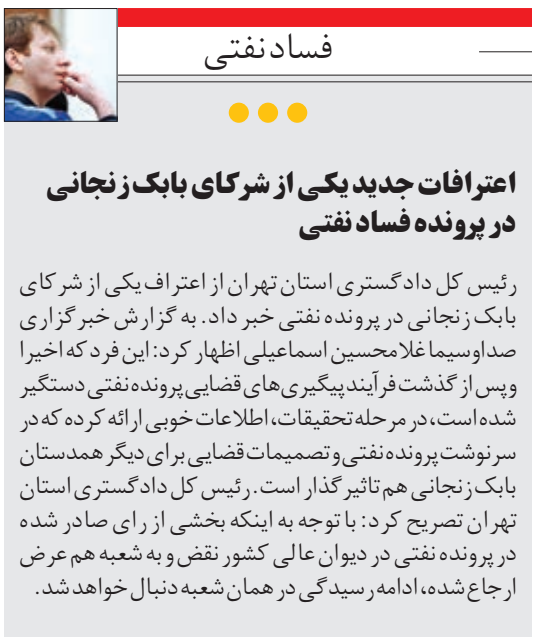 فساد نفتی
اعترافات جدید یکی از شرکای بابک زنجانی
در پرونده فساد نفتی
رئیس کل دادگستری استان تهران از اعتراف یکی از شرکای
بابک زنجانی در پرونده نفتی خبر داد. به گزارش خبرگزاری
صداوسیما غلامحسین اسماعیلی اظهار کرد: این فرد که اخیرا
وپس از گذشت فرآیند پیگیری‌های قضایی پرونده نفتی دستگیر
شده است، در مرحله تحقیقات، اطلاعات خوبی ارائه کرده که در
سرنوشت پرونده نفتی و تصمیمات قضایی برای دیگر همدستان
بابک زنجانی هم تاثیر گذار است. رئیس کل دادگستری استان
تهران تصریح کرد: با توجه به اینکه بخشی از رای صادر شده
در پرونده نفتی در دیوان عالی کشور نقض و به شعبه هم عرض
ارجاع شده، ادامه رسیدگی در همان شعبه دنبال خواهد شد.